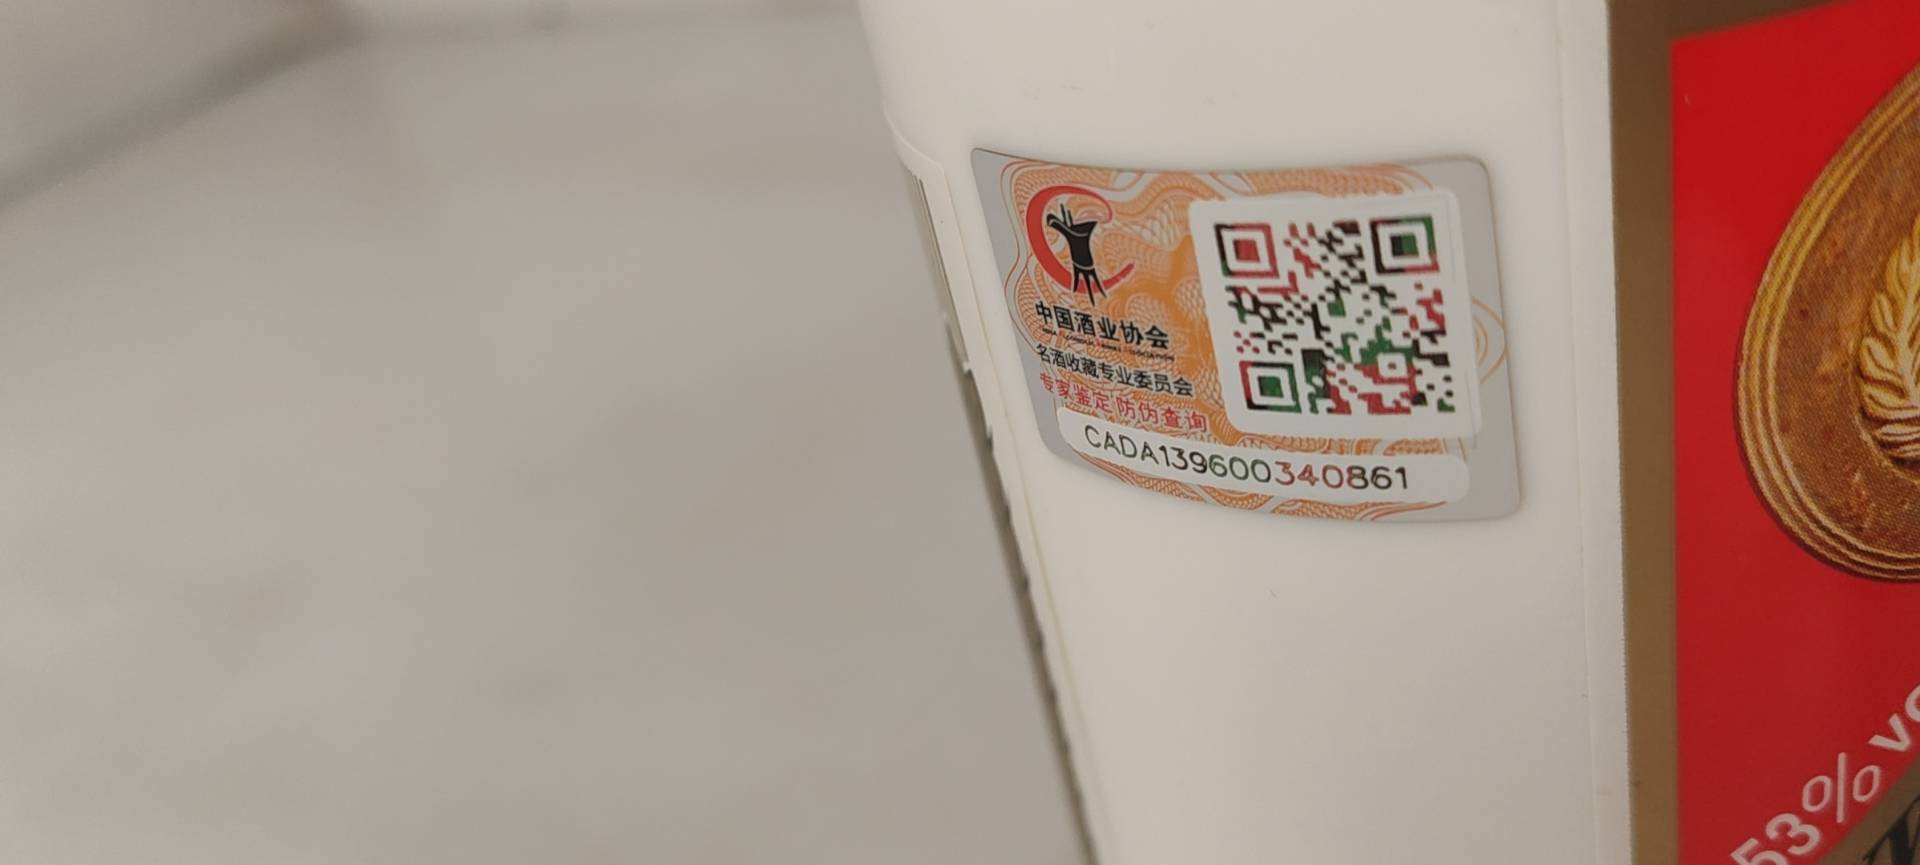 中国酒业协会
名酒收藏专业委员会
专家鉴定 防伪查询
CADA139600340861
53%